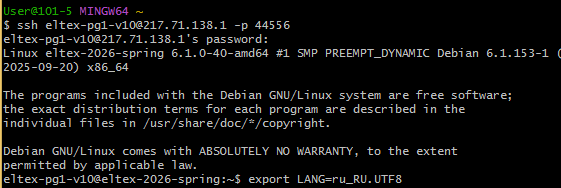 User@101-5 MINGW64 ~
$ ssh eltex-pg1-v10@217.71.138.1 -p 44556
eltex-pg1-v10@217.71.138.1's password:
Linux eltex-2026-spring 6.1.0-40-amd64 #1 SMP PREEMPT_DYNAMIC Debian 6.1.153-1 (
2025-09-20) x86_64

The programs included with the Debian GNU/Linux system are free software;
the exact distribution terms for each program are described in the
individual files in /usr/share/doc/*/copyright.

Debian GNU/Linux comes with ABSOLUTELY NO WARRANTY, to the extent
permitted by applicable law.
eltex-pg1-v10@eltex-2026-spring:~$ export LANG=ru_RU.UTF8